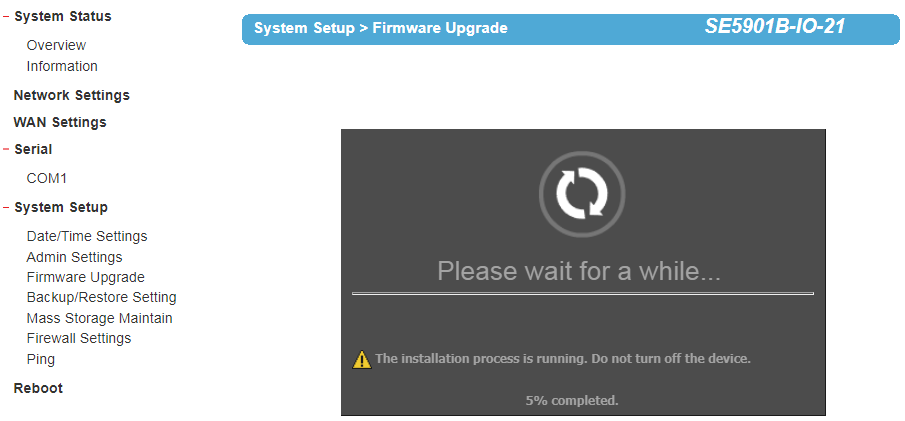 System Status
Overview
Information
Network Settings
WAN Settings
Serial
COM1
System Setup
Date/Time Settings
Admin Settings
Firmware Upgrade
Backup/Restore Setting
Mass Storage Maintain
Firewall Settings
Ping
Reboot
System Setup > Firmware Upgrade SE5901B-IO-21
Please wait for a while...
The installation process is running. Do not turn off the device.
5% completed.